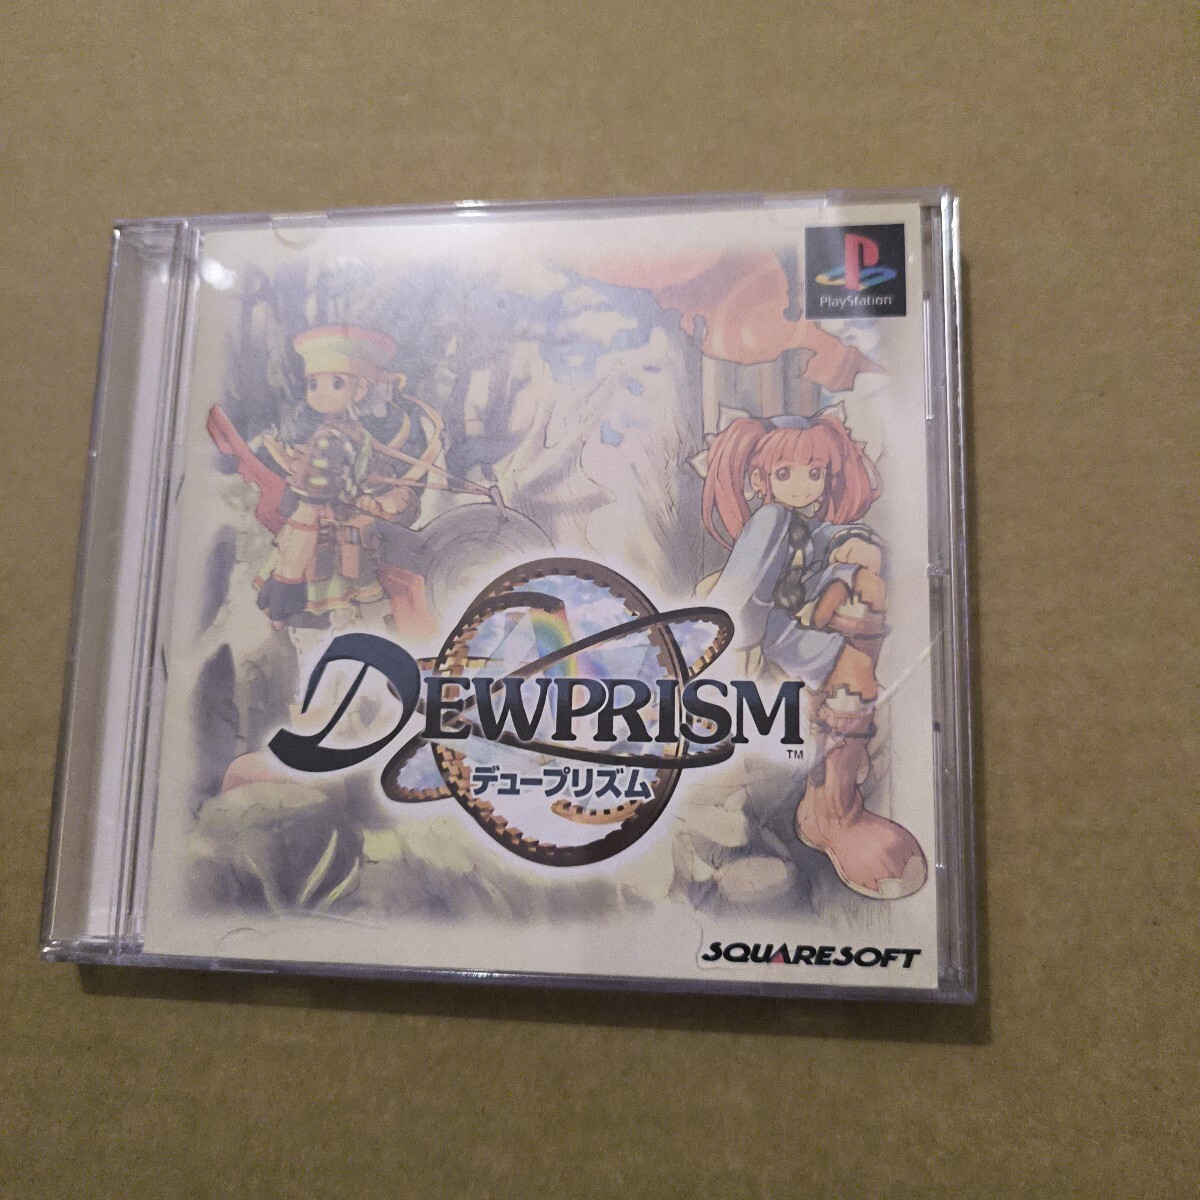 PlayStation
DEWPRISM
TM
デュープリズム
SQUARESOFT